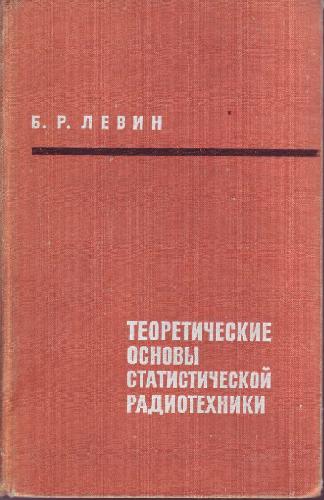 Б. Р. ЛЕВИН
ТЕОРЕТИЧЕСКИЕ
ОСНОВЫ
СТАТИСТИЧЕСКОЙ
РАДИОТЕХНИКИ